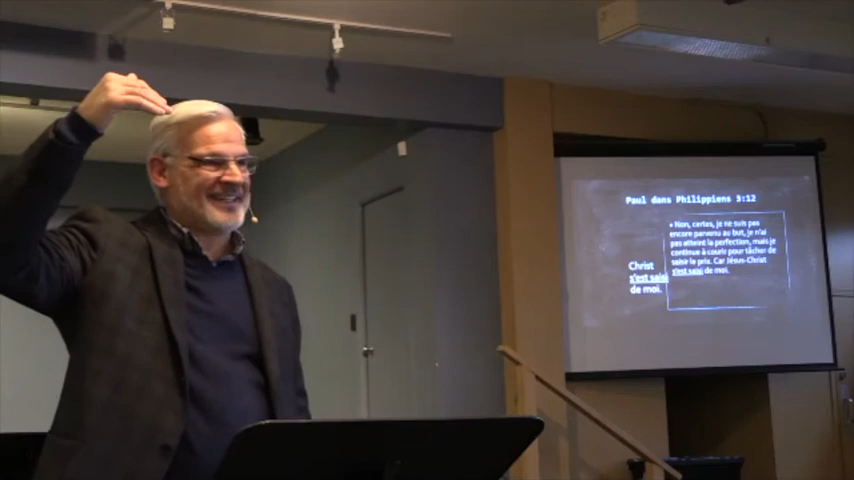 Paul dans Philippiens 3:12
« Non, certes, je ne suis pas
encore parvenu au but, je n'ai
pas atteint la perfection, mais je
continue à courir pour tâcher de
saisir le prix. Car Jésus-Christ
s'est saisi de moi.
Christ
s'est saisi
de moi.